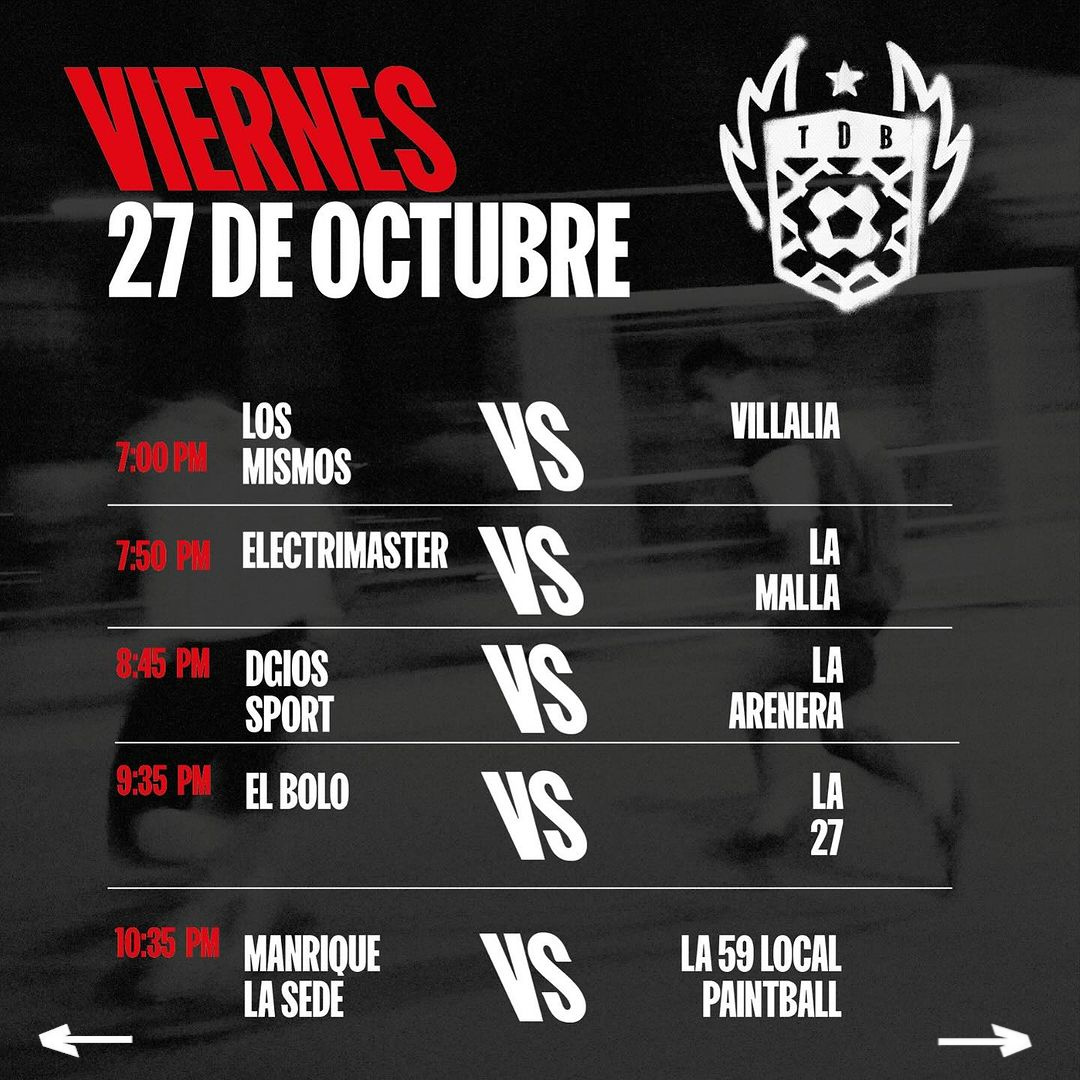 VIERNES
27 DE OCTUBRE
T D B
7:00 PM
LOS
MISMOS
VS
VILLALIA
7:50 PM
ELECTRIMASTER
VS
LA
MALLA
8:45 PM
DGIOS
SPORT
VS
LA
ARENERA
9:35 PM
EL BOLO
VS
LA
27
10:35 PM
MANRIQUE
LA SEDE
VS
LA 59 LOCAL
PAINTBALL